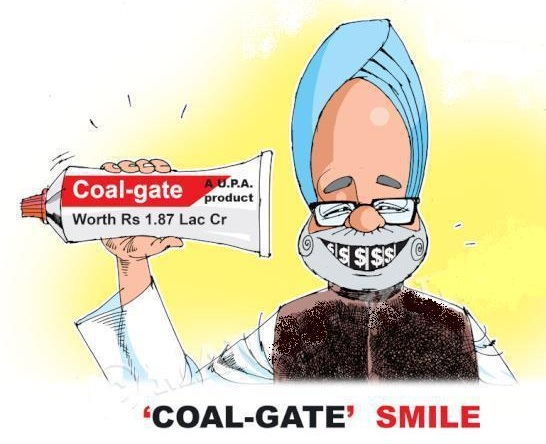 Coal-gate
A U.P.A.
product
Worth Rs 1.87 Lac Cr
$$$$$
'COAL-GATE' SMILE